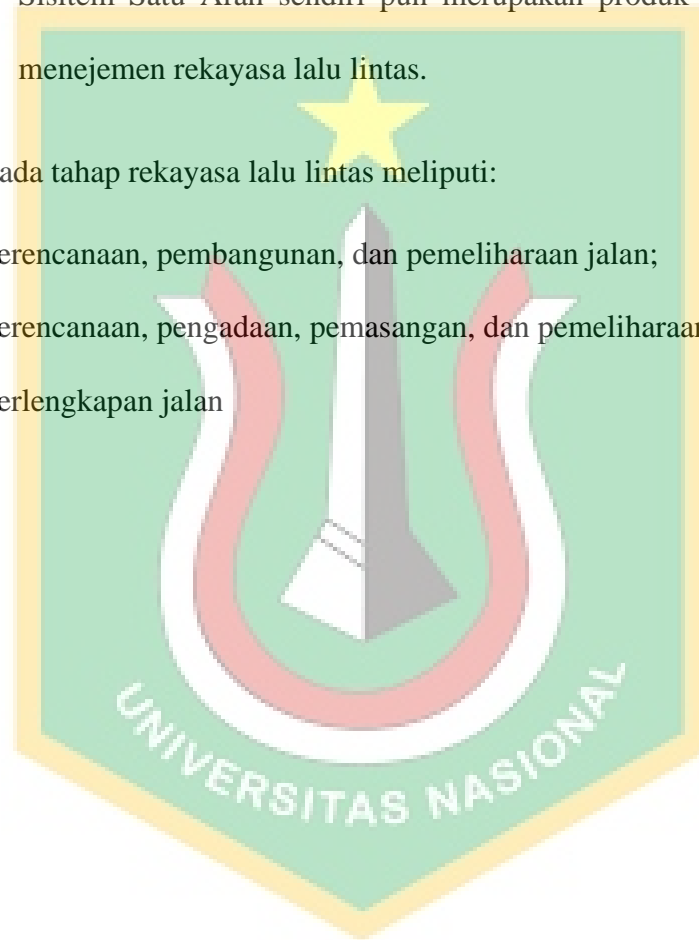 Sisitem Satu Arah sendiri pun merupakan produk
menejemen rekayasa lalu lintas.
ada tahap rekayasa lalu lintas meliputi:
erencanaan, pembangunan, dan pemeliharaan jalan;
erencanaan, pengadaan, pemasangan, dan pemeliharaan
erlengkapan jalan
UNIVERSITAS NASIONAL